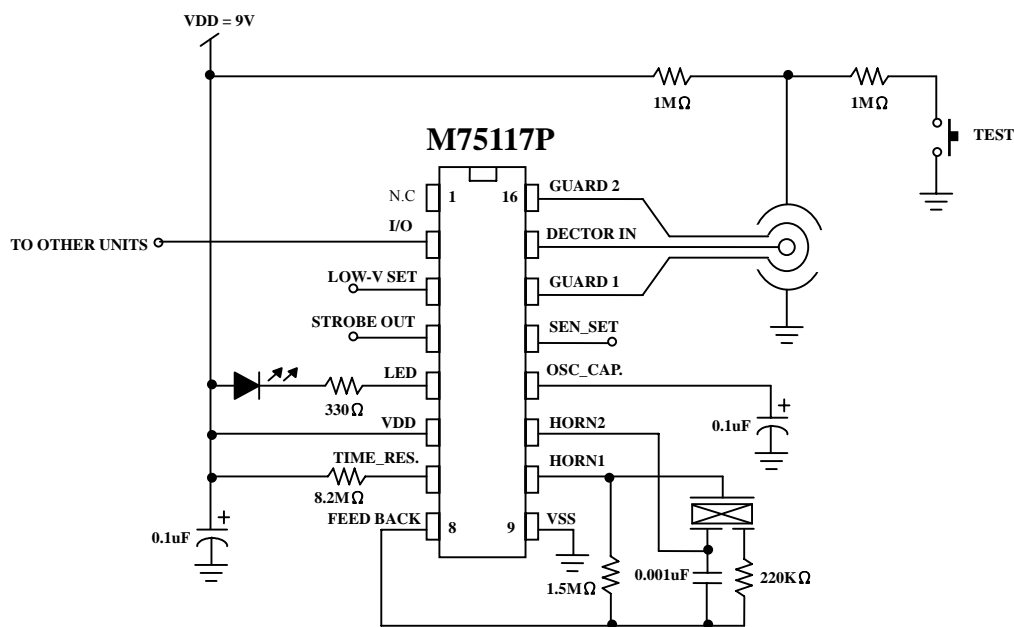 VDD = 9V
1MΩ
1MΩ
TEST
M75117P
N.C
1
16
GUARD 2
I/O
TO OTHER UNITS
DECTOR IN
LOW-V SET
GUARD 1
STROBE OUT
SEN_SET
LED
OSC_CAP.
330Ω
VDD
HORN2
0.1uF
+
TIME_RES.
HORN1
8.2MΩ
FEED BACK
8
9
VSS
0.1uF
+
1.5MΩ
0.001uF
220KΩ